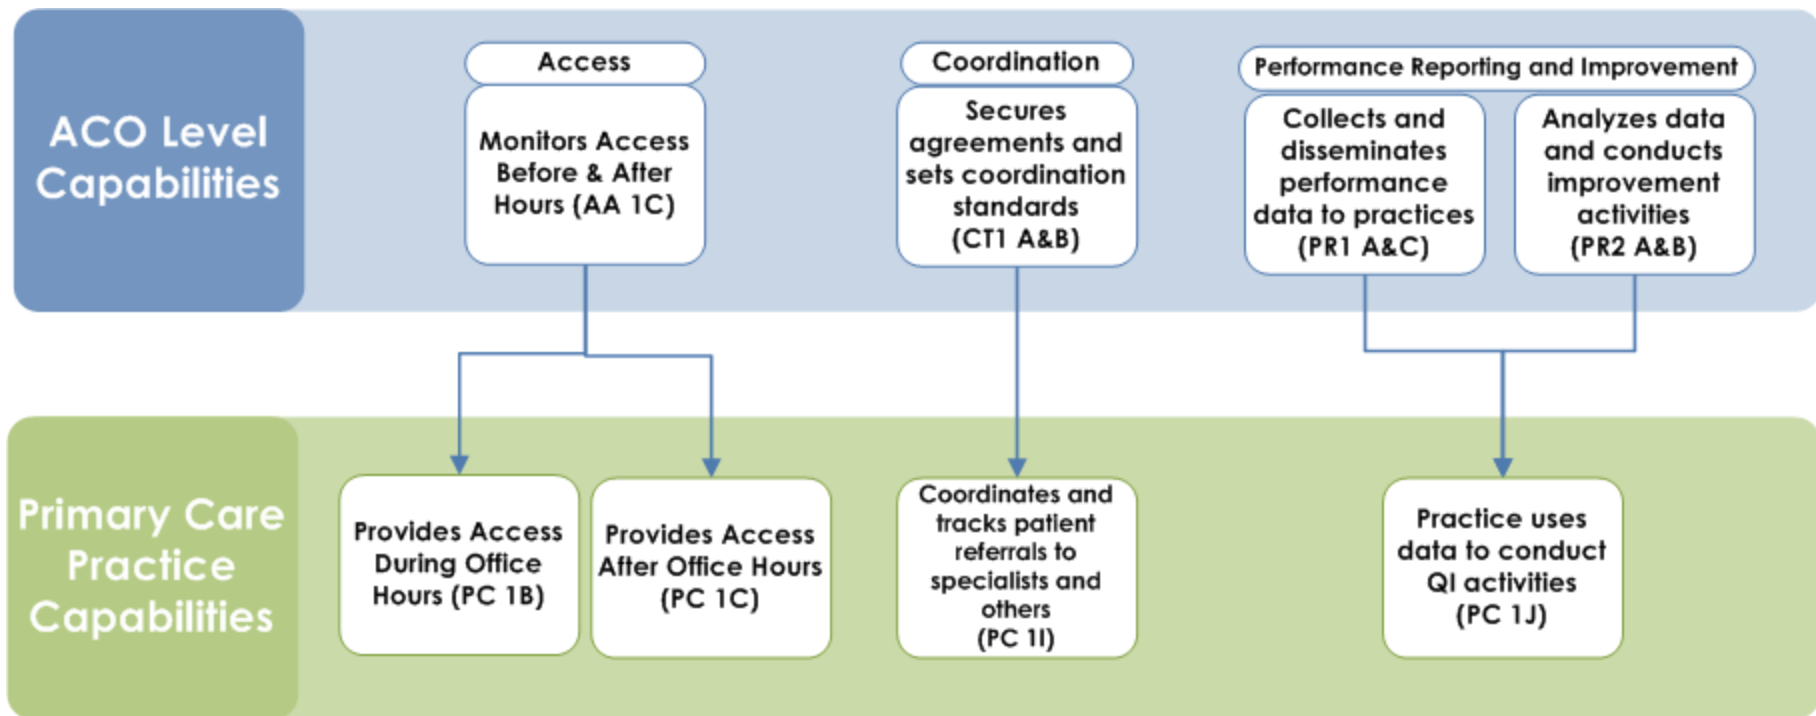 ACO Level
Capabilities
Access
Monitors Access
Before & After
Hours (AA 1C)
Coordination
Secures
agreements and
sets coordination
standards
(CT1 A&B)
Performance Reporting and Improvement
Collects and
disseminates
performance
data to practices
(PR1 A&C)
Analyzes data
and conducts
improvement
activities
(PR2 A&B)
Primary Care
Practice
Capabilities
Provides Access
During Office
Hours (PC 1B)
Provides Access
After Office Hours
(PC 1C)
Coordinates and
tracks patient
referrals to
specialists and
others
(PC 1I)
Practice uses
data to conduct
QI activities
(PC 1J)